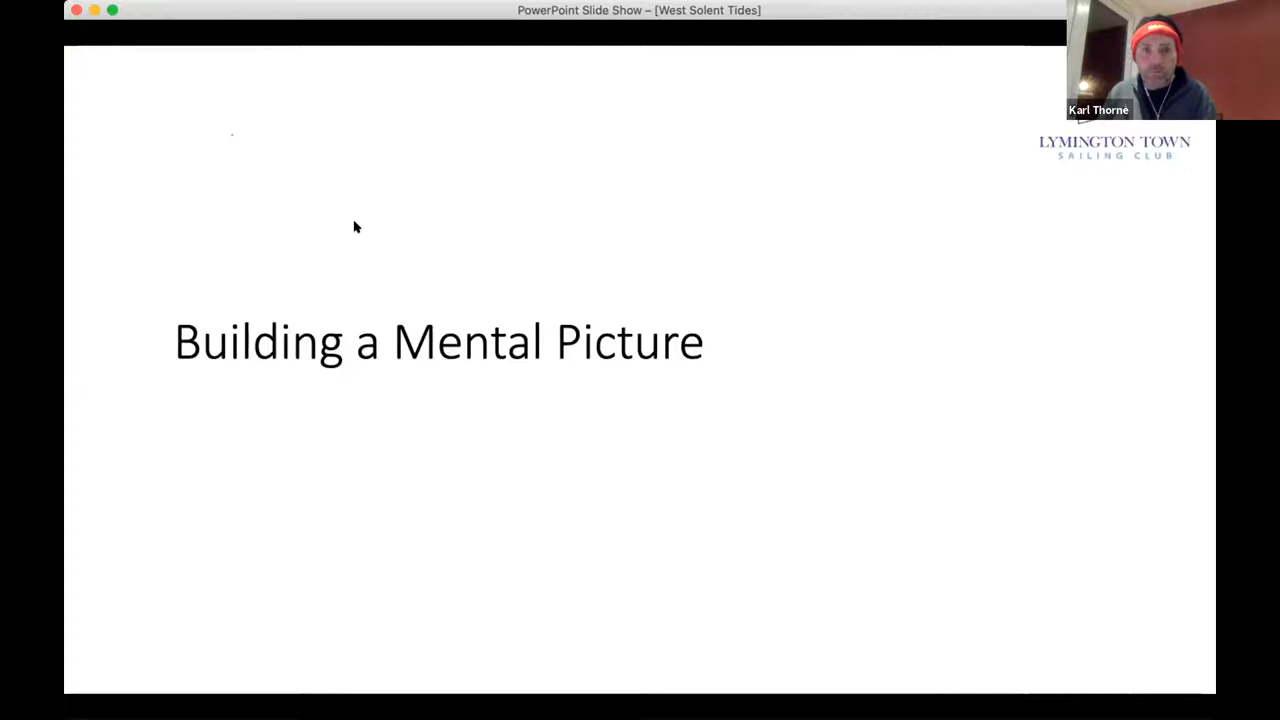 PowerPoint Slide Show – [West Solent Tides]
Karl Thorne
LYMINGTON TOWN
SAILING CLUB
Building a Mental Picture